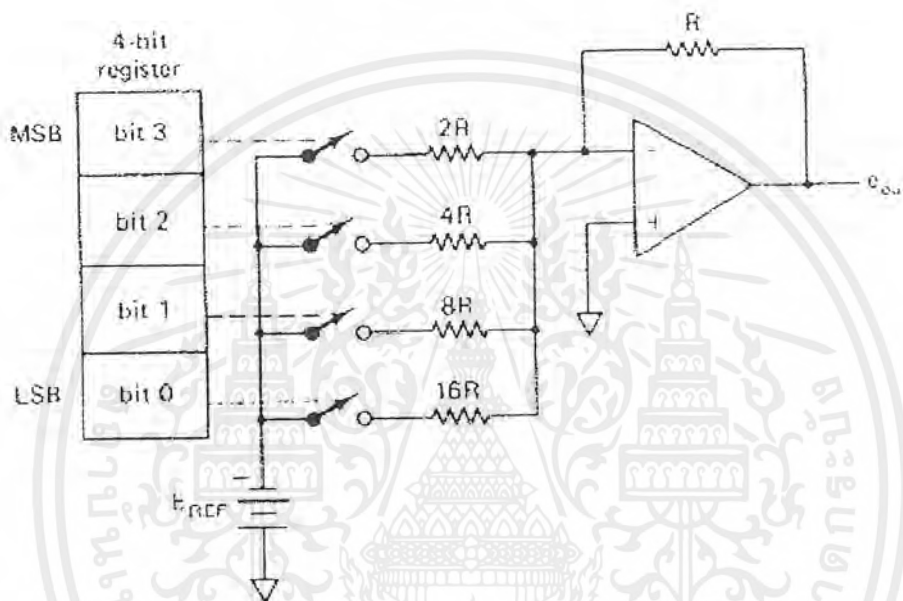 4-bit
register
MSB
bit 3
bit 2
bit 1
LSB
bit 0
2R
4R
8R
16R
R
E_REF
−
+